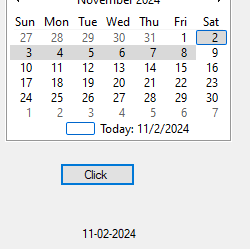 November 2024
Sun Mon Tue Wed Thu Fri Sat
27 28 29 30 31 1 2
3 4 5 6 7 8 9
10 11 12 13 14 15 16
17 18 19 20 21 22 23
24 25 26 27 28 29 30
1 2 3 4 5 6 7
Today: 11/2/2024
Click
11-02-2024